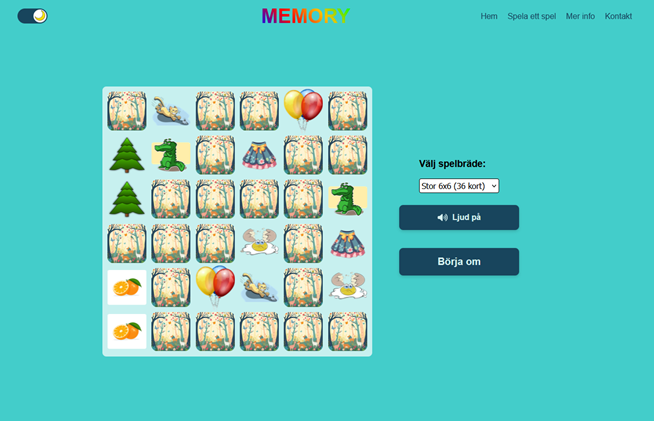 MEMORY
Hem Spela ett spel Mer info Kontakt
Välj spelbräde:
Stor 6x6 (36 kort)
Ljud på
Börja om